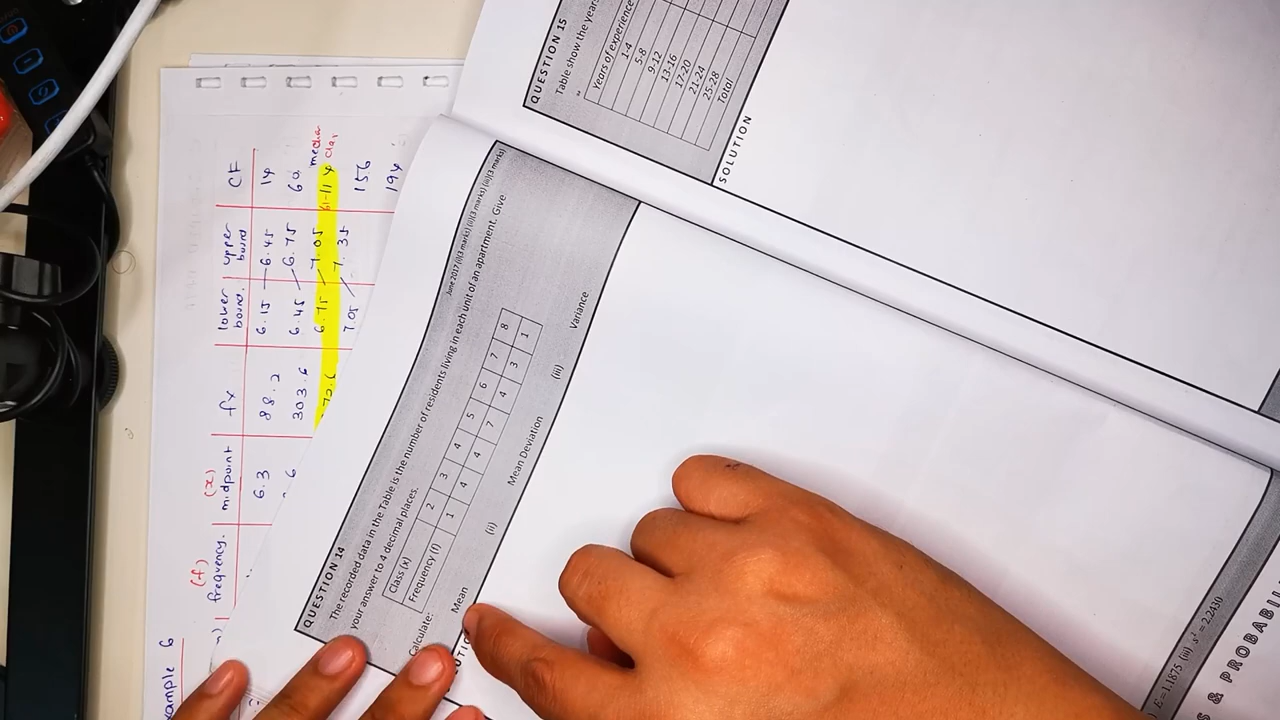 QUESTION 15
Table show the years
Years of experience
1-4
5-8
9-12
13-16
17-20
21-24
25-28
Total
SOLUTION
QUESTION 14
June 2017 (i)(3 marks) (ii)(3 marks) (iii)(3 marks)
The recorded data in the Table is the number of residents living in each unit of an apartment. Give
your answer to 4 decimal places.
Class (x) 2 3 4 5 6 7 8
Frequency (f) 1 4 4 7 4 3 1
Calculate:
Mean (ii) Mean Deviation (iii) Variance
E=1.1875 (iii) s² = 2.2430
S & PROBABIL
(f) (x)
frequency. midpoint fx lower bound. upper bound CF
6.3 88.2 6.15 6.45 14
6 303.6 6.45 6.75 60
6.75 7.05
7.05 7.35 156
194
ample 6